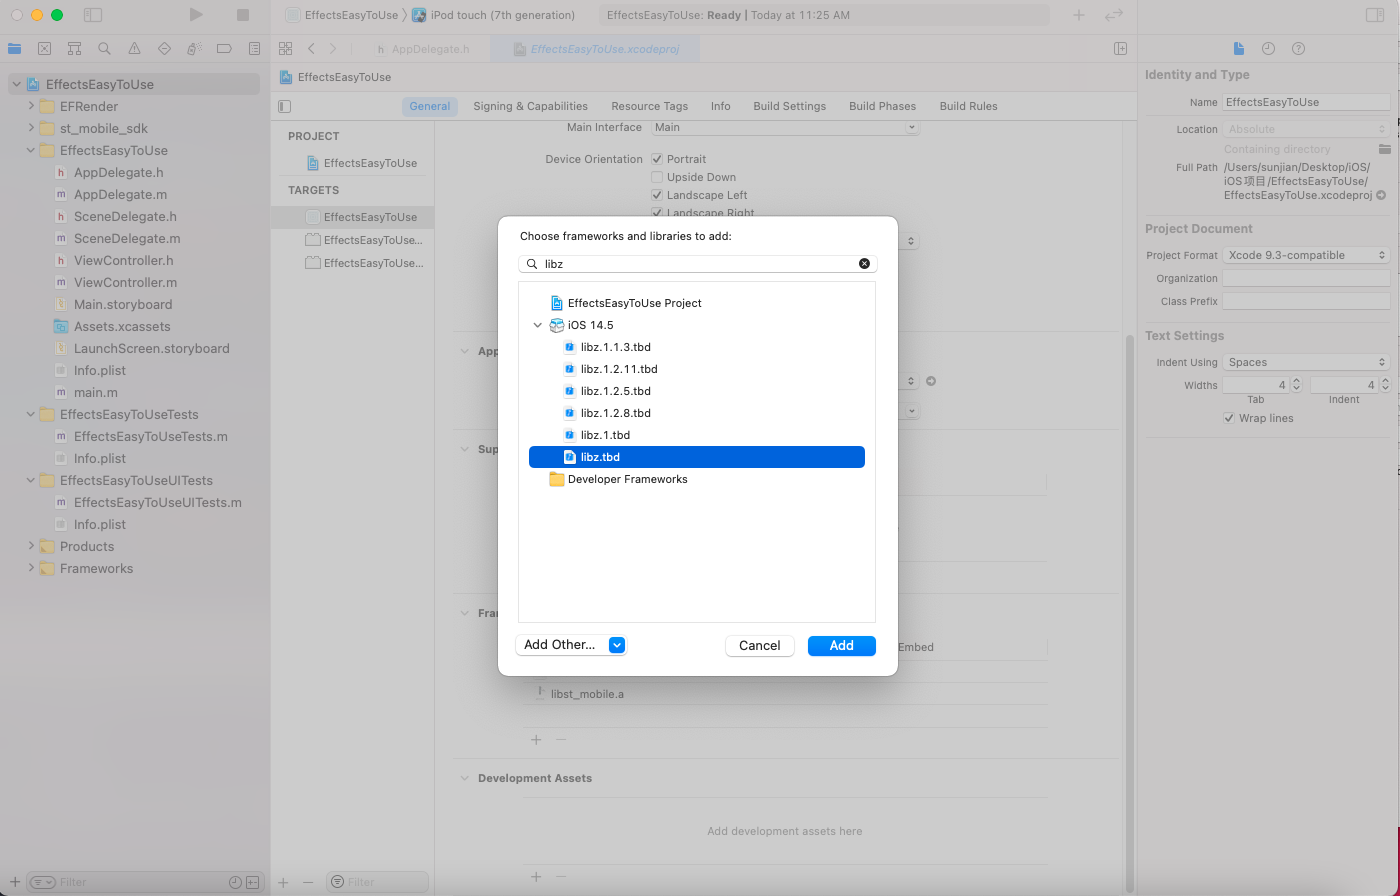 EffectsEasyToUse 〉 iPod touch (7th generation)
EffectsEasyToUse: Ready | Today at 11:25 AM
AppDelegate.h
EffectsEasyToUse.xcodeproj
EffectsEasyToUse
EFRender
st_mobile_sdk
EffectsEasyToUse
AppDelegate.h
AppDelegate.m
SceneDelegate.h
SceneDelegate.m
ViewController.h
ViewController.m
Main.storyboard
Assets.xcassets
LaunchScreen.storyboard
Info.plist
main.m
EffectsEasyToUseTests
EffectsEasyToUseTests.m
Info.plist
EffectsEasyToUseUITests
EffectsEasyToUseUITests.m
Info.plist
Products
Frameworks
Filter
EffectsEasyToUse
General
Signing & Capabilities
Resource Tags
Info
Build Settings
Build Phases
Build Rules
PROJECT
EffectsEasyToUse
TARGETS
EffectsEasyToUse
EffectsEasyToUse...
EffectsEasyToUse...
Filter
Main Interface Main
Device Orientation Portrait
Upside Down
Landscape Left
Landscape Right
Choose frameworks and libraries to add:
libz
EffectsEasyToUse Project
iOS 14.5
libz.1.1.3.tbd
libz.1.2.11.tbd
libz.1.2.5.tbd
libz.1.2.8.tbd
libz.1.tbd
libz.tbd
Developer Frameworks
Add Other...
Cancel
Add
App
Sup
Fra
Embed
libst_mobile.a
Development Assets
Add development assets here
Identity and Type
Name EffectsEasyToUse
Location Absolute
Containing directory
Full Path /Users/sunjian/Desktop/iOS/
iOS项目/EffectsEasyToUse/
EffectsEasyToUse.xcodeproj
Project Document
Project Format Xcode 9.3-compatible
Organization
Class Prefix
Text Settings
Indent Using Spaces
Widths 4 4
Tab Indent
Wrap lines